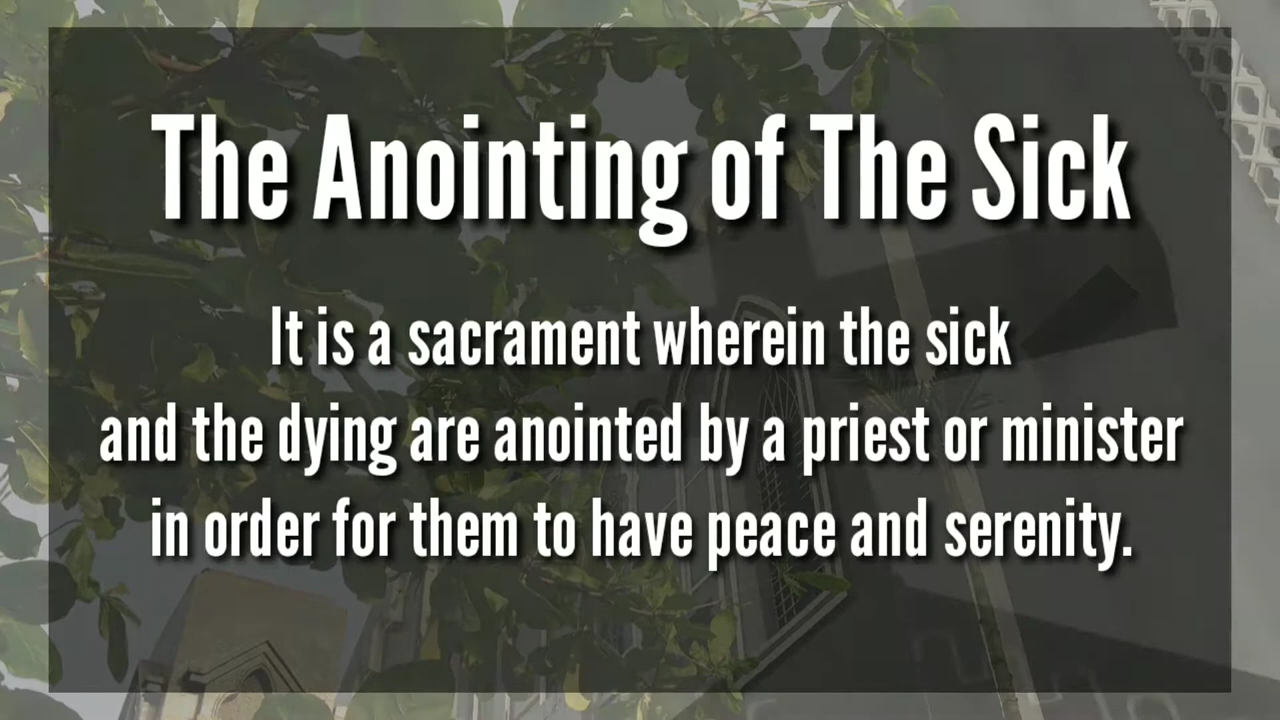 The Anointing of The Sick
It is a sacrament wherein the sick
and the dying are anointed by a priest or minister
in order for them to have peace and serenity.